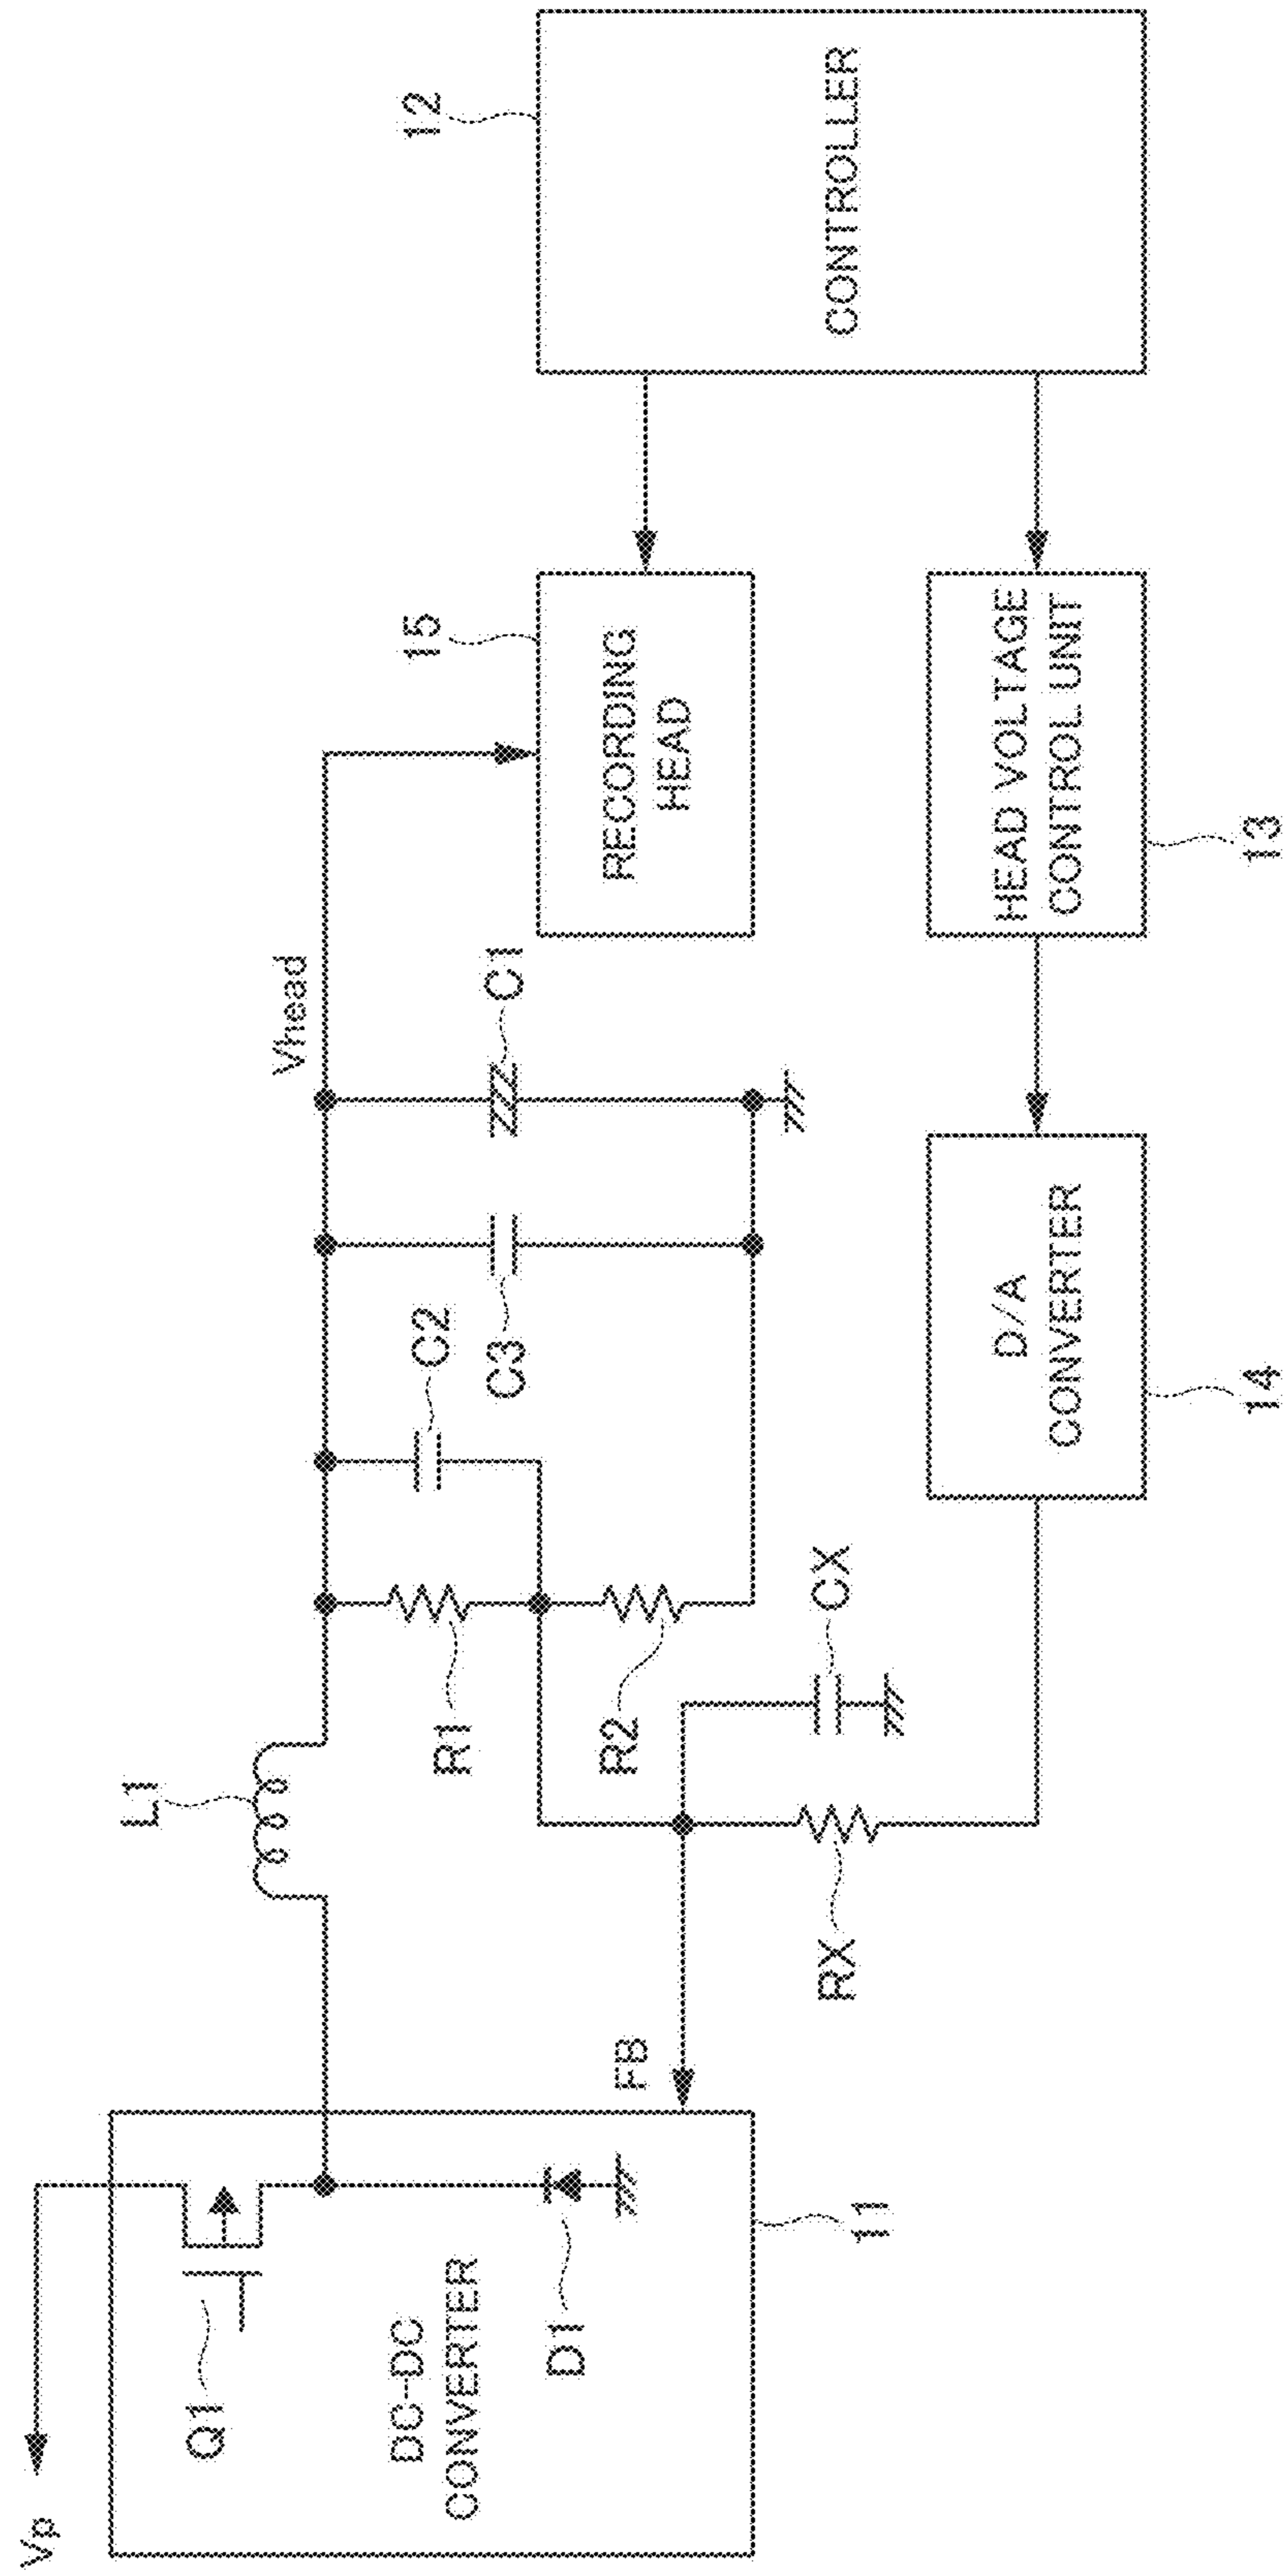 Vp
Q1
DC-DC
CONVERTER
D1
11
FB
L1
Vhead
R1
R2
C2
C3
C1
RX
CX
15
RECORDING
HEAD
12
CONTROLLER
D/A
CONVERTER
14
HEAD VOLTAGE
CONTROL UNIT
13